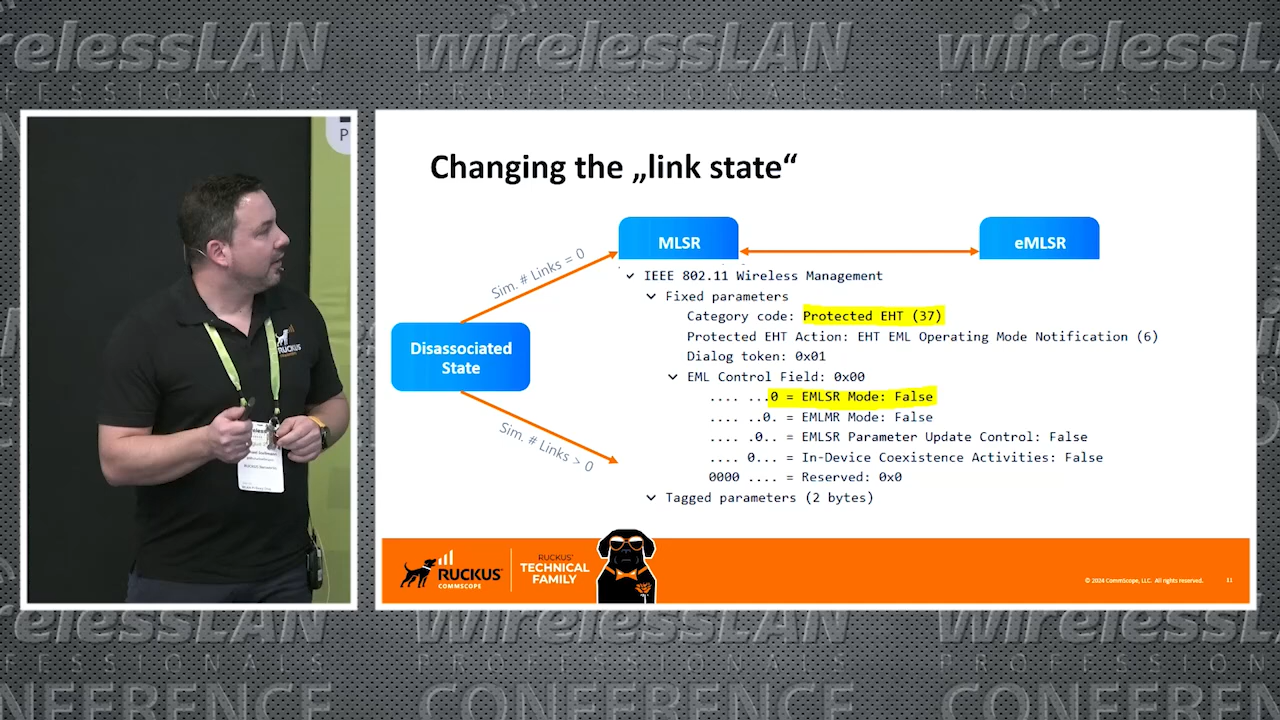 wirelessLAN
PROFESSIONALS
P
RUCKUS
Changing the „link state“
MLSR
eMLSR
Sim. # Links = 0
Disassociated
State
Sim. # Links > 0
IEEE 802.11 Wireless Management
Fixed parameters
Category code: Protected EHT (37)
Protected EHT Action: EHT EML Operating Mode Notification (6)
Dialog token: 0x01
EML Control Field: 0x00
.... ...0 = EMLSR Mode: False
.... ..0. = EMLMR Mode: False
.... .0.. = EMLSR Parameter Update Control: False
.... 0... = In-Device Coexistence Activities: False
0000 .... = Reserved: 0x0
Tagged parameters (2 bytes)
RUCKUS
COMMSCOPE
RUCKUS®
TECHNICAL
FAMILY
© 2024 CommScope, LLC. All rights reserved.
11
wirelessLAN
PROFESSIONALS
CONFERENCE